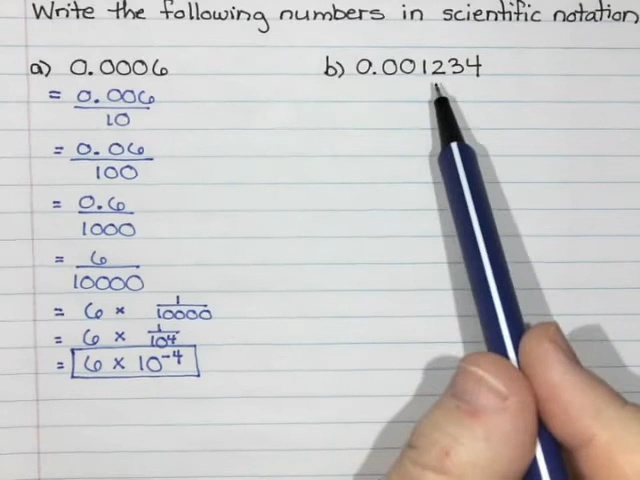 Write the following numbers in scientific notation
a) 0.0006
b) 0.001234
= 0.006/10
= 0.06/100
= 0.6/1000
= 6/10000
= 6 × 1/10000
= 6 × 1/10⁴
= 6 × 10⁻⁴